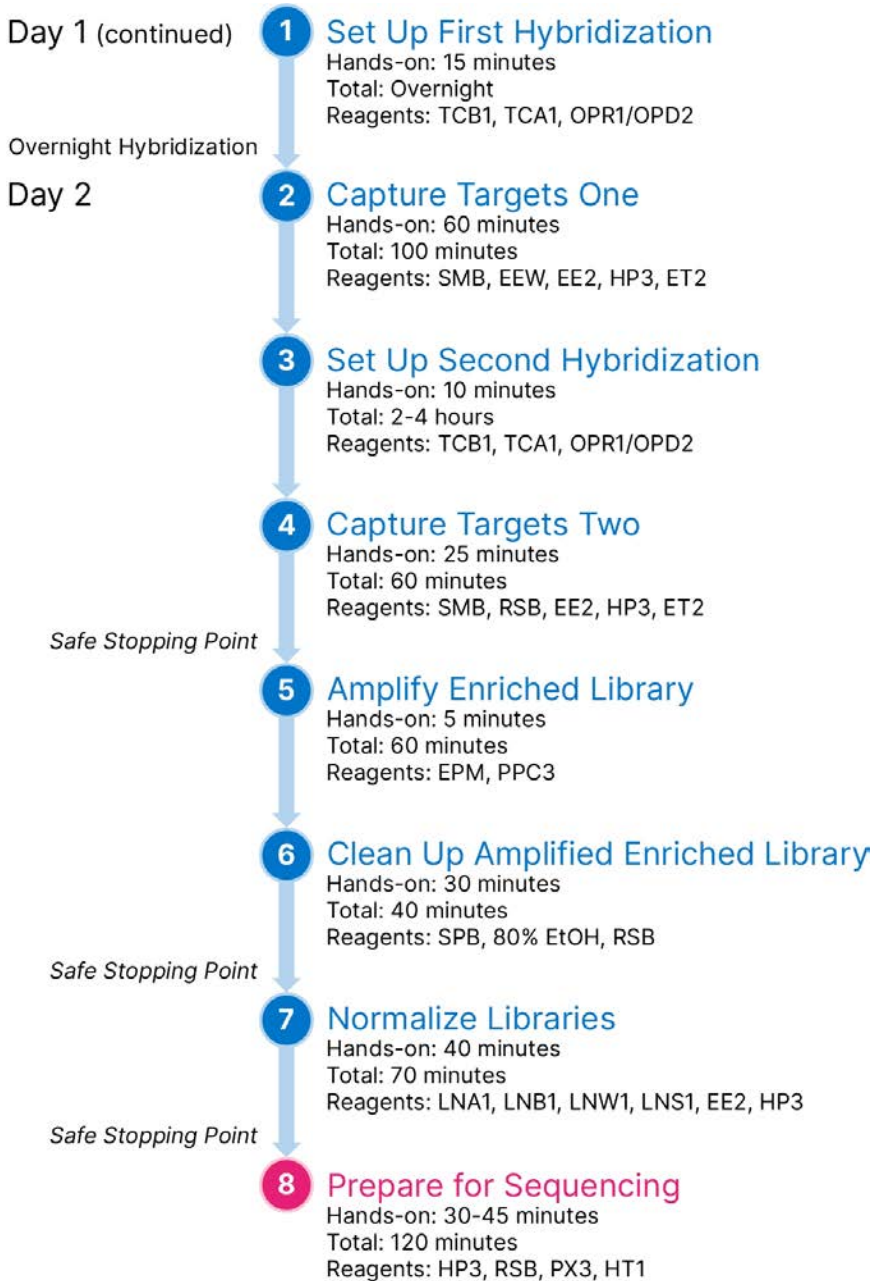 Day 1 (continued)
1
Set Up First Hybridization
Hands-on: 15 minutes
Total: Overnight
Reagents: TCB1, TCA1, OPR1/OPD2
Overnight Hybridization
Day 2
2
Capture Targets One
Hands-on: 60 minutes
Total: 100 minutes
Reagents: SMB, EEW, EE2, HP3, ET2
3
Set Up Second Hybridization
Hands-on: 10 minutes
Total: 2-4 hours
Reagents: TCB1, TCA1, OPR1/OPD2
4
Capture Targets Two
Hands-on: 25 minutes
Total: 60 minutes
Reagents: SMB, RSB, EE2, HP3, ET2
Safe Stopping Point
5
Amplify Enriched Library
Hands-on: 5 minutes
Total: 60 minutes
Reagents: EPM, PPC3
6
Clean Up Amplified Enriched Library
Hands-on: 30 minutes
Total: 40 minutes
Reagents: SPB, 80% EtOH, RSB
Safe Stopping Point
7
Normalize Libraries
Hands-on: 40 minutes
Total: 70 minutes
Reagents: LNA1, LNB1, LNW1, LNS1, EE2, HP3
Safe Stopping Point
8
Prepare for Sequencing
Hands-on: 30-45 minutes
Total: 120 minutes
Reagents: HP3, RSB, PX3, HT1